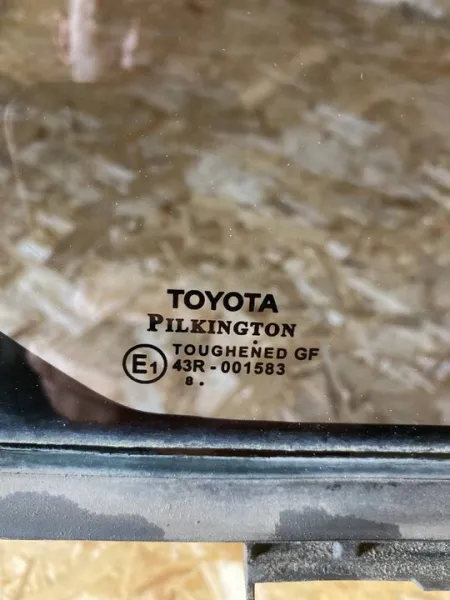 TOYOTA
PILKINGTON
TOUGHENED GF
E1 43R - 001583
8 .